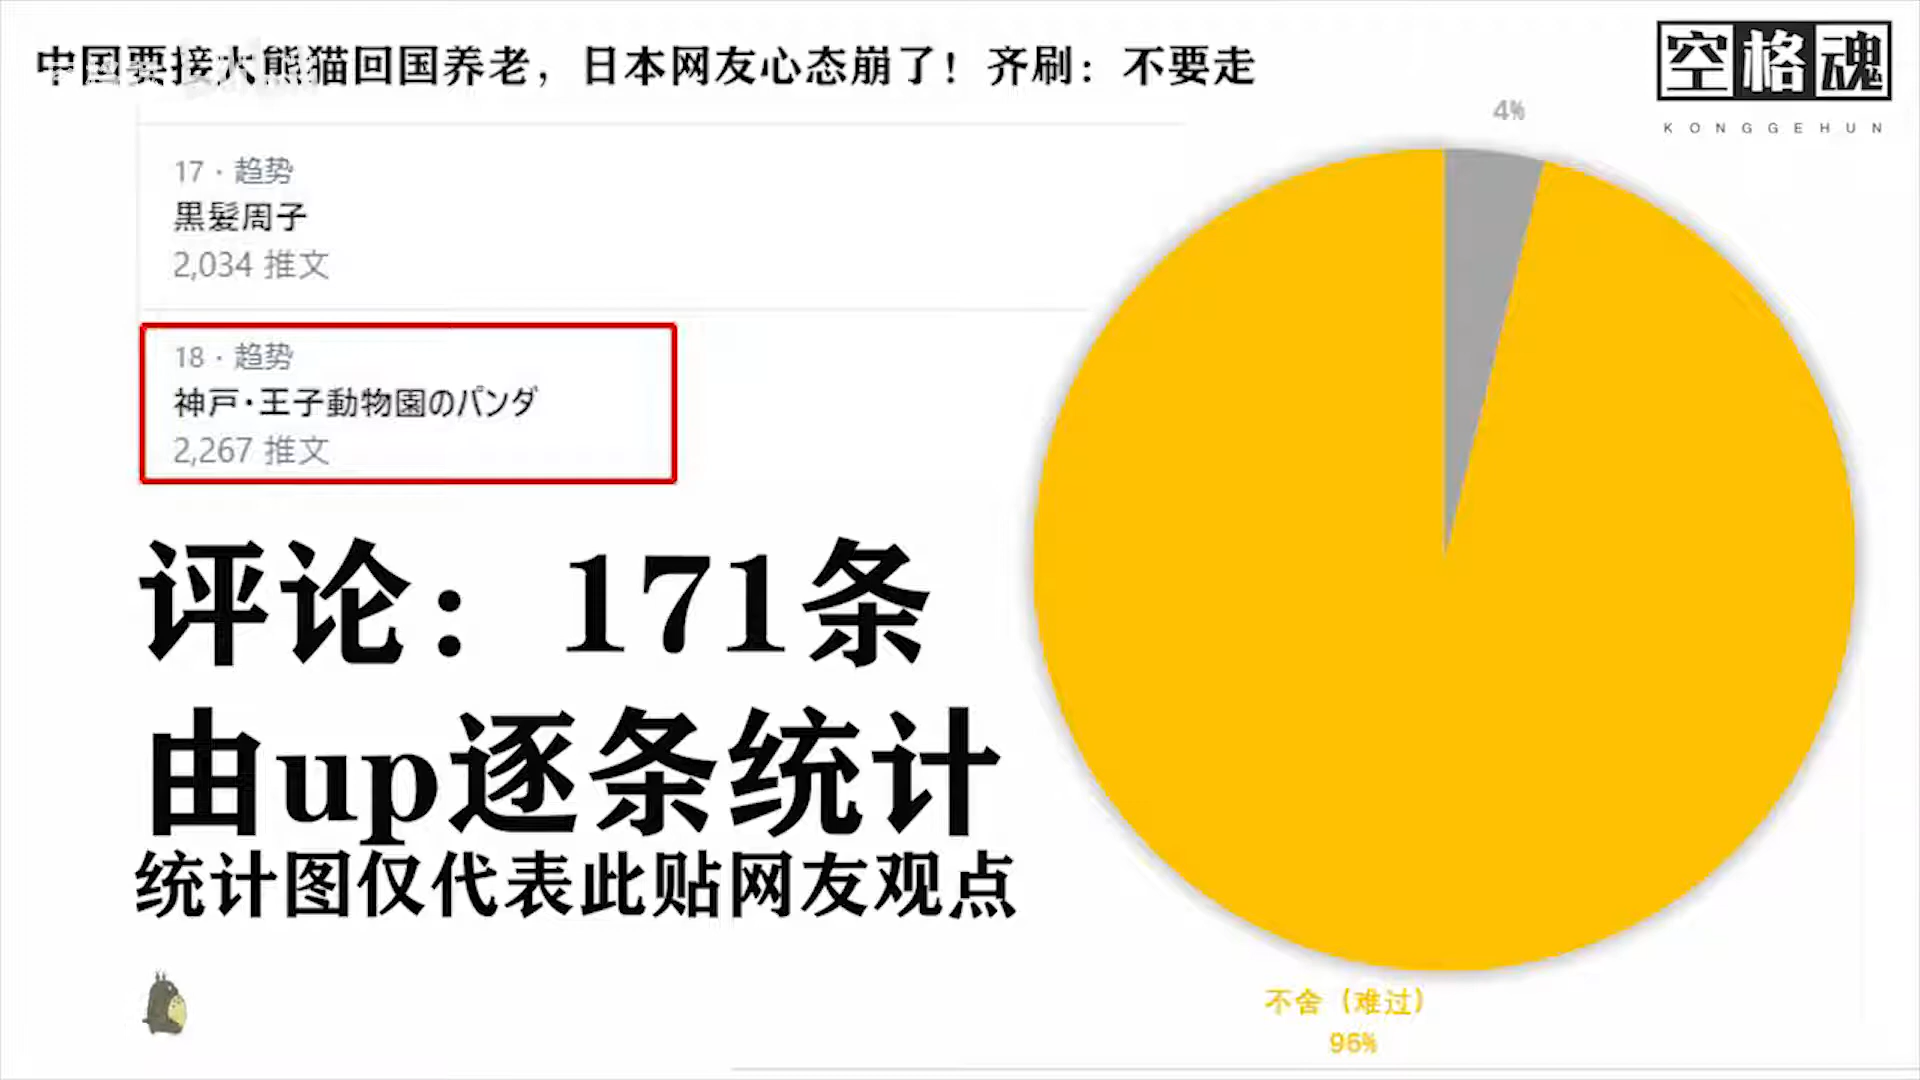 中国要接大熊猫回国养老，日本网友心态崩了！齐刷：不要走
空格魂
KONGGEHUN
4%
17 · 趋势
黒髪周子
2,034 推文
18 · 趋势
神戸・王子動物園のパンダ
2,267 推文
评论：171条
由up逐条统计
统计图仅代表此贴网友观点
不舍（难过）
96%